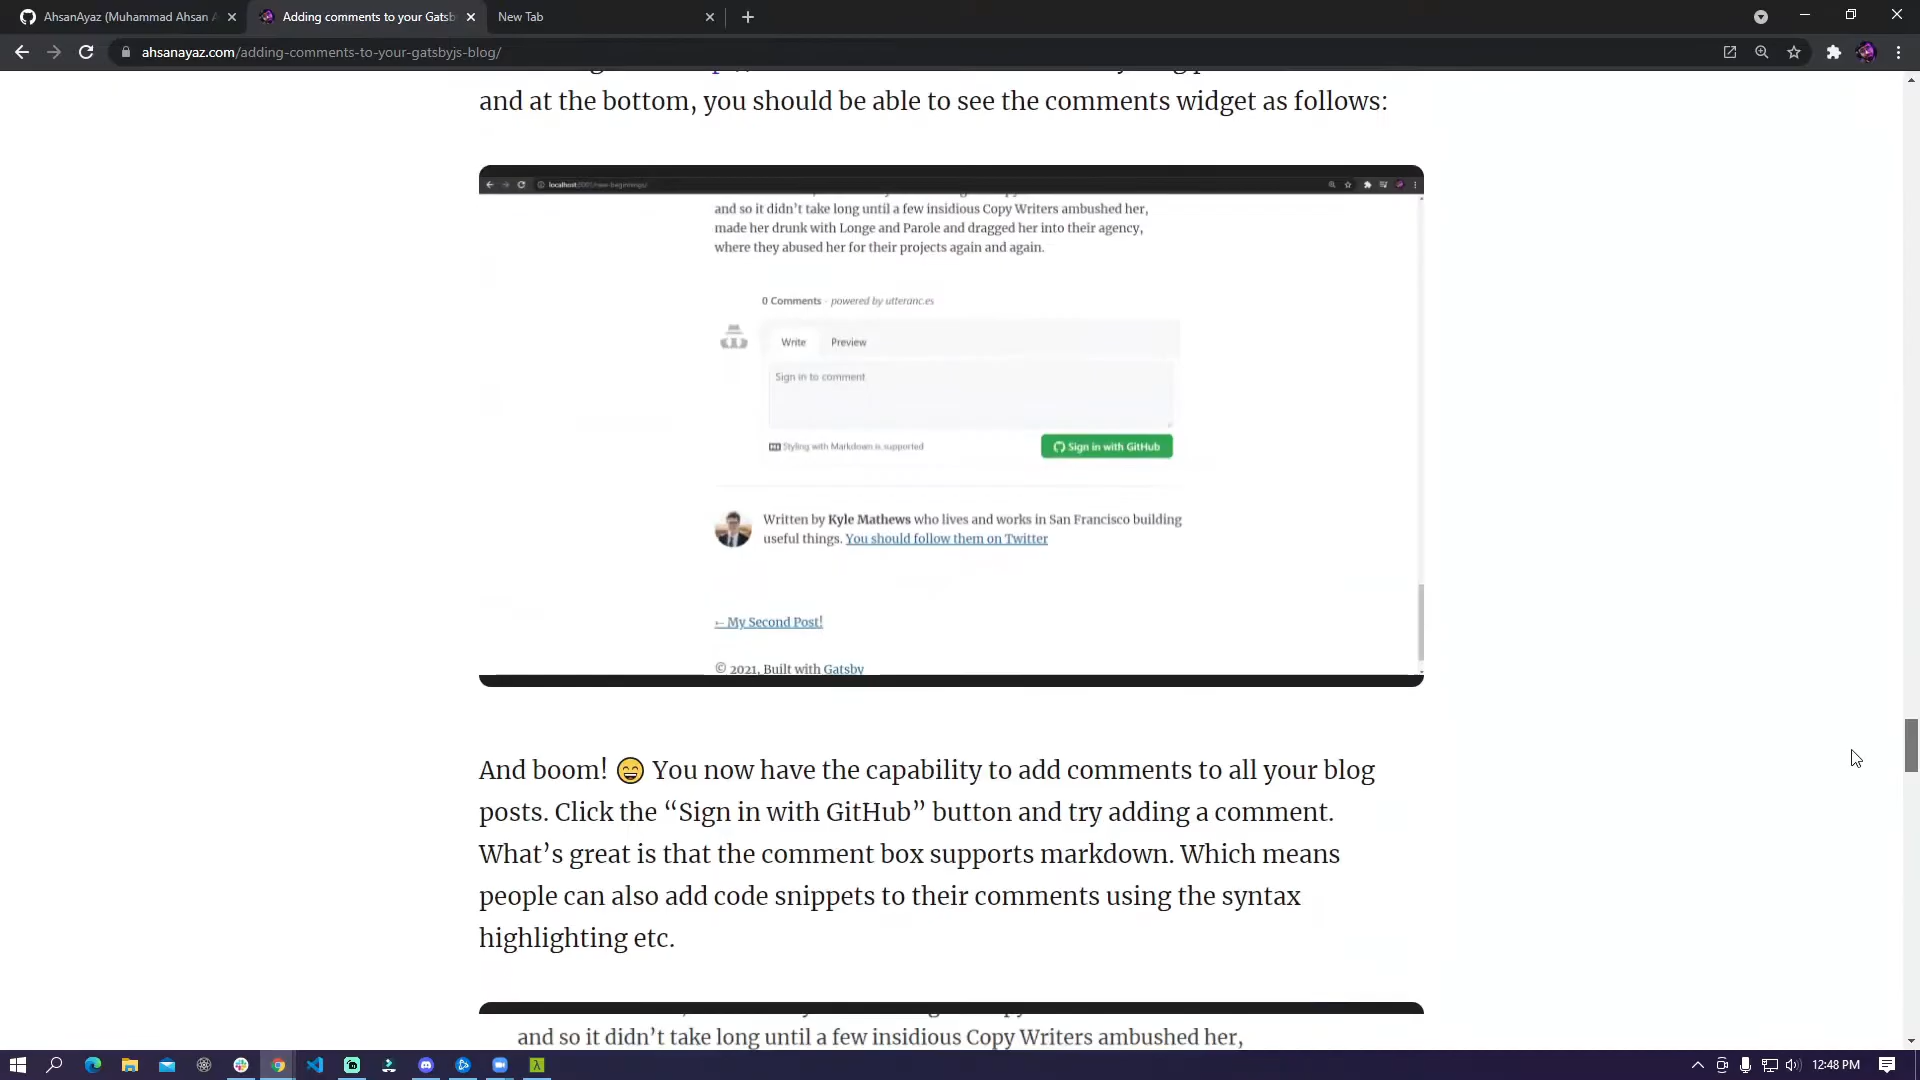 AhsanAyaz (Muhammad Ahsan A
Adding comments to your Gatsb
New Tab
ahsanayaz.com/adding-comments-to-your-gatsbyjs-blog/
and at the bottom, you should be able to see the comments widget as follows:
and so it didn’t take long until a few insidious Copy Writers ambushed her,
made her drunk with Longe and Parole and dragged her into their agency,
where they abused her for their projects again and again.
0 Comments - powered by utteranc.es
Write Preview
Sign in to comment
Styling with Markdown is supported
Sign in with GitHub
Written by Kyle Mathews who lives and works in San Francisco building
useful things. You should follow them on Twitter
← My Second Post!
© 2021, Built with Gatsby
And boom! 😄 You now have the capability to add comments to all your blog
posts. Click the “Sign in with GitHub” button and try adding a comment.
What’s great is that the comment box supports markdown. Which means
people can also add code snippets to their comments using the syntax
highlighting etc.
and so it didn’t take long until a few insidious Copy Writers ambushed her,
12:48 PM